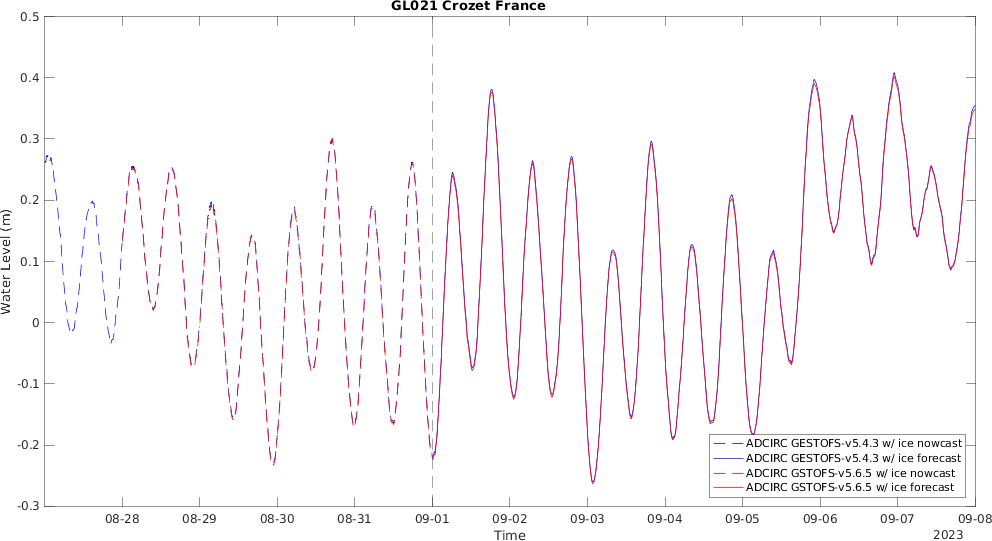 GL021 Crozet France
0.5
0.4
0.3
0.2
0.1
0
-0.1
-0.2
-0.3
Water Level (m)
ADCIRC GESTOFS-v5.4.3 w/ ice nowcast
ADCIRC GESTOFS-v5.4.3 w/ ice forecast
ADCIRC GSTOFS-v5.6.5 w/ ice nowcast
ADCIRC GSTOFS-v5.6.5 w/ ice forecast
08-28 08-29 08-30 08-31 09-01 09-02 09-03 09-04 09-05 09-06 09-07 09-08
Time
2023